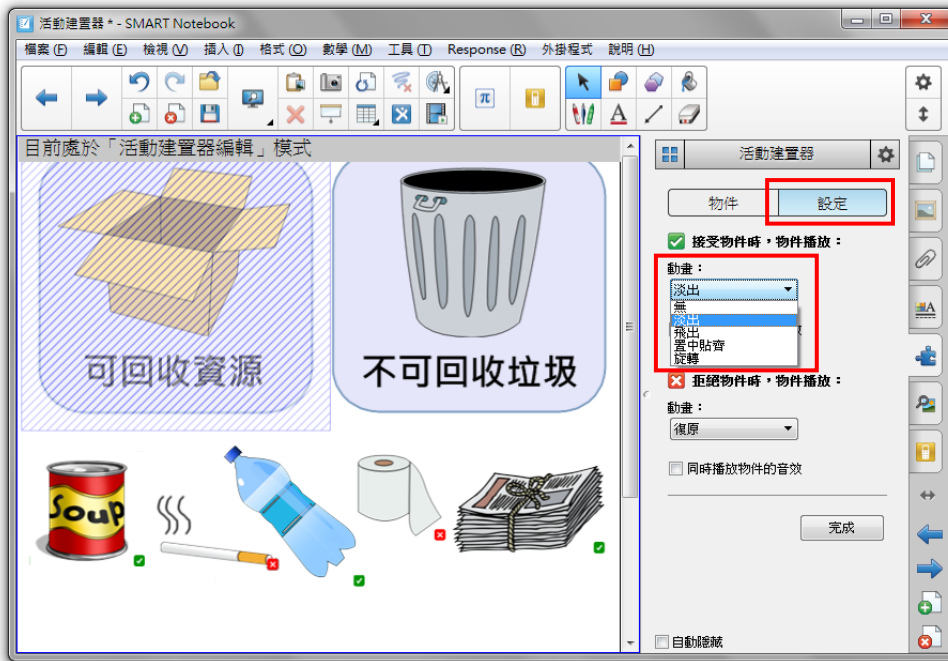 活動建置器 * - SMART Notebook
檔案 (F) 編輯 (E) 檢視 (V) 插入 (I) 格式 (O) 數學 (M) 工具 (T) Response (R) 外掛程式 說明 (H)
π
目前處於「活動建置器編輯」模式
可回收資源
不可回收垃圾
Soup
活動建置器
物件 設定
接受物件時，物件播放：
動畫：
淡出
無
淡出
飛出
置中貼齊
旋轉
拒絕物件時，物件播放：
動畫：
復原
同時播放物件的音效
完成
自動隱藏